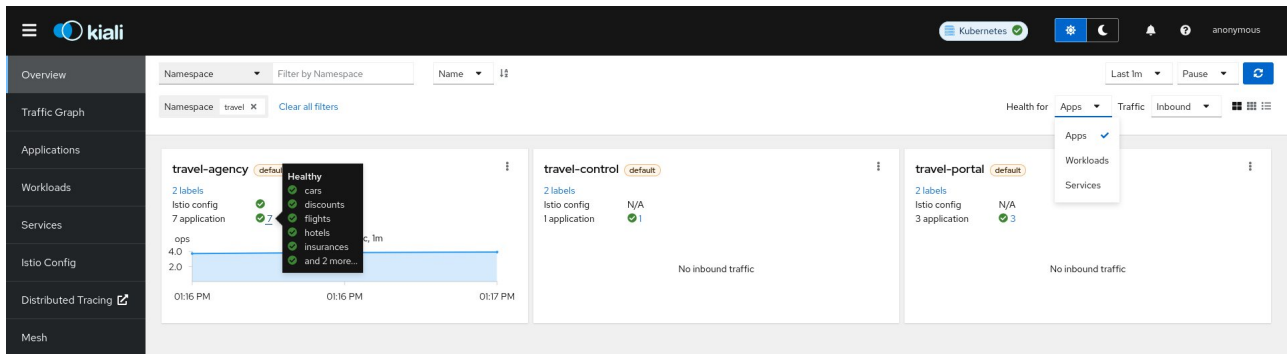 kiali
Kubernetes
anonymous
Overview
Traffic Graph
Applications
Workloads
Services
Istio Config
Distributed Tracing
Mesh
Namespace
Filter by Namespace
Name
Last 1m
Pause
Namespace travel
Clear all filters
Health for Apps
Traffic Inbound
Apps
Workloads
Services
travel-agency defaul
2 labels
Istio config
7 application 7
Healthy
cars
discounts
flights
hotels
insurances
and 2 more...
ops
c, 1m
4.0
2.0
01:16 PM 01:16 PM 01:17 PM
travel-control default
2 labels
Istio config N/A
1 application 1
No inbound traffic
travel-portal default
2 labels
Istio config N/A
3 application 3
No inbound traffic